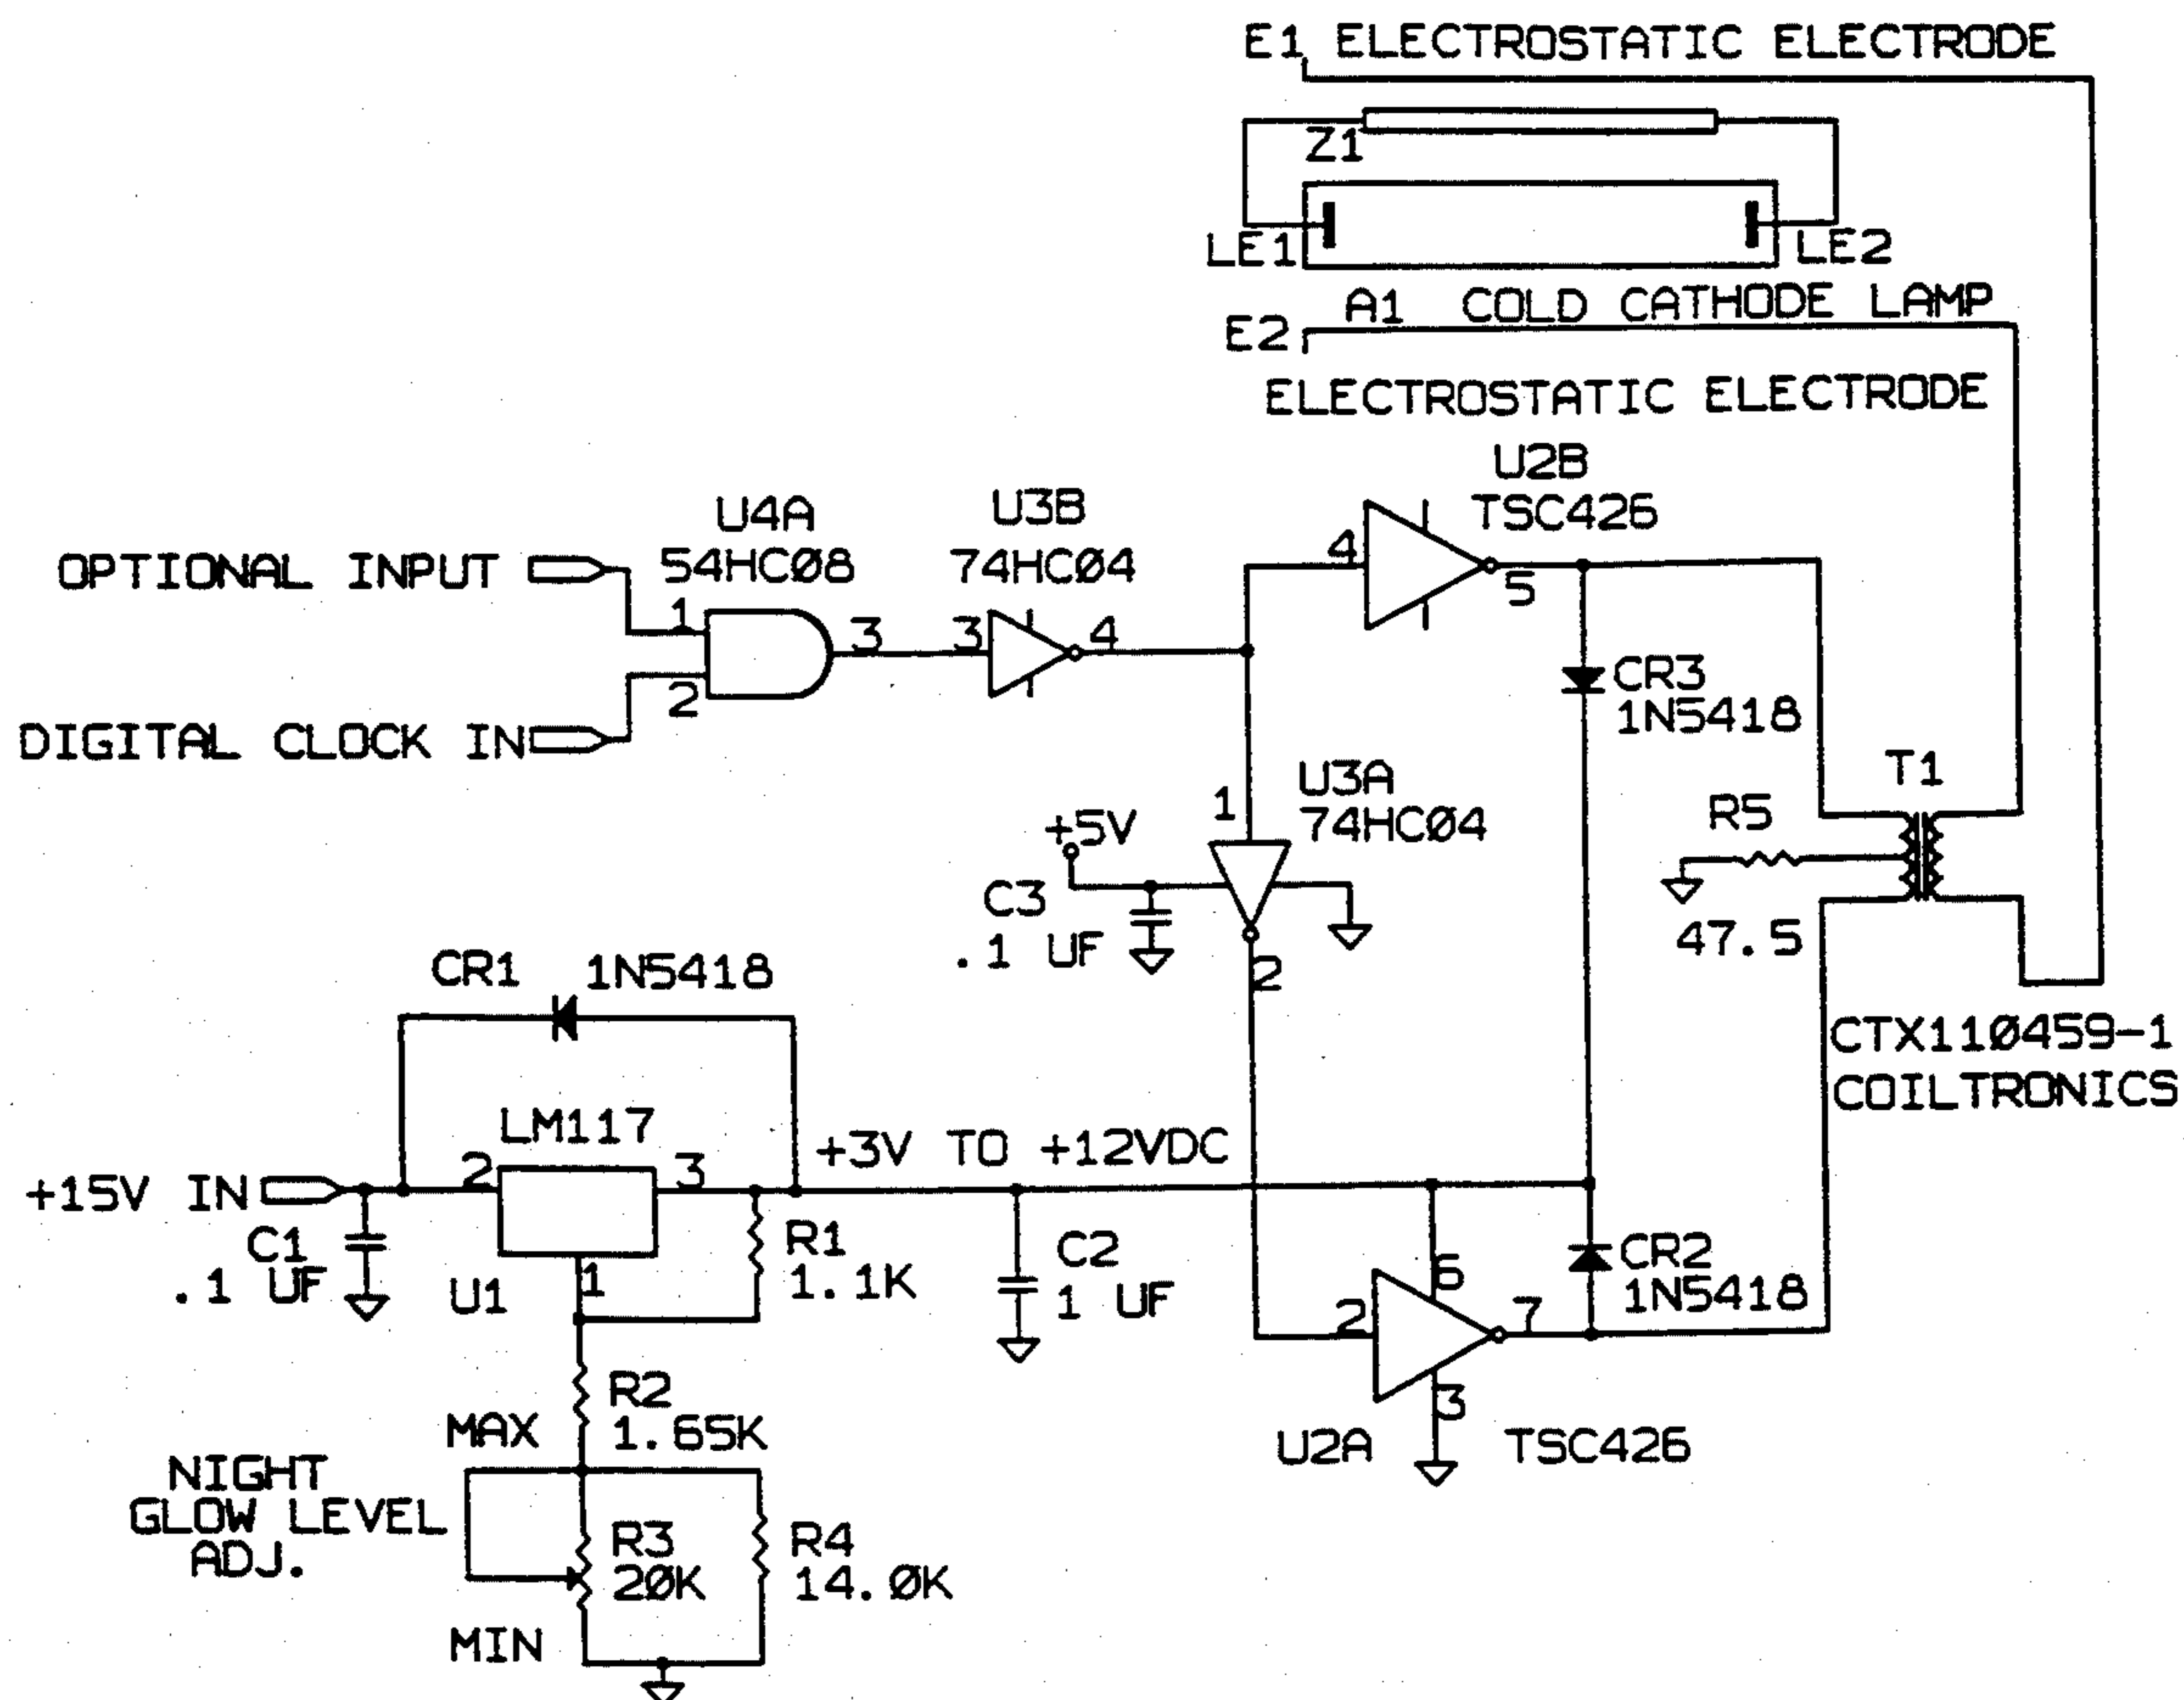 E1 ELECTROSTATIC ELECTRODE
Z1
LE1
LE2
A1 COLD CATHODE LAMP
E2
ELECTROSTATIC ELECTRODE
U2B
TSC426
4
5
U4A
54HC08
U3B
74HC04
OPTIONAL INPUT
1
3
3
4
2
DIGITAL CLOCK IN
CR3
1N5418
U3A
74HC04
1
+5V
C3
.1 UF
2
T1
R5
47.5
CTX110459-1
COILTRONICS
CR1 1N5418
LM117
+3V TO +12VDC
+15V IN
2
3
C1
.1 UF
U1
1
R1
1.1K
C2
1 UF
CR2
1N5418
6
2
7
3
U2A TSC426
R2
1.65K
MAX
NIGHT
GLOW LEVEL
ADJ.
R3
20K
R4
14.0K
MIN